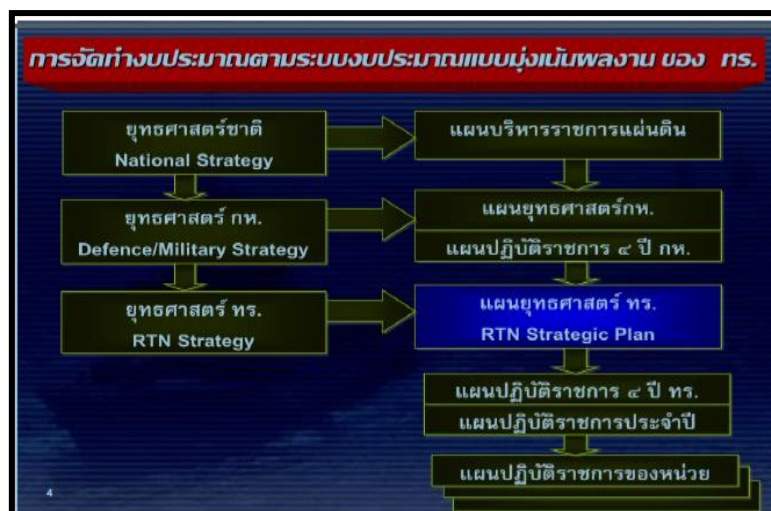 การจัดทำงบประมาณตามระบบงบประมาณแบบมุ่งเน้นผลงาน ของ ทร.
ยุทธศาสตร์ชาติ
National Strategy
แผนบริหารราชการแผ่นดิน
ยุทธศาสตร์ กห.
Defence/Military Strategy
แผนยุทธศาสตร์กห.
แผนปฏิบัติราชการ ๔ ปี กห.
ยุทธศาสตร์ ทร.
RTN Strategy
แผนยุทธศาสตร์ ทร.
RTN Strategic Plan
แผนปฏิบัติราชการ ๔ ปี ทร.
แผนปฏิบัติราชการประจำปี
แผนปฏิบัติราชการของหน่วย
4